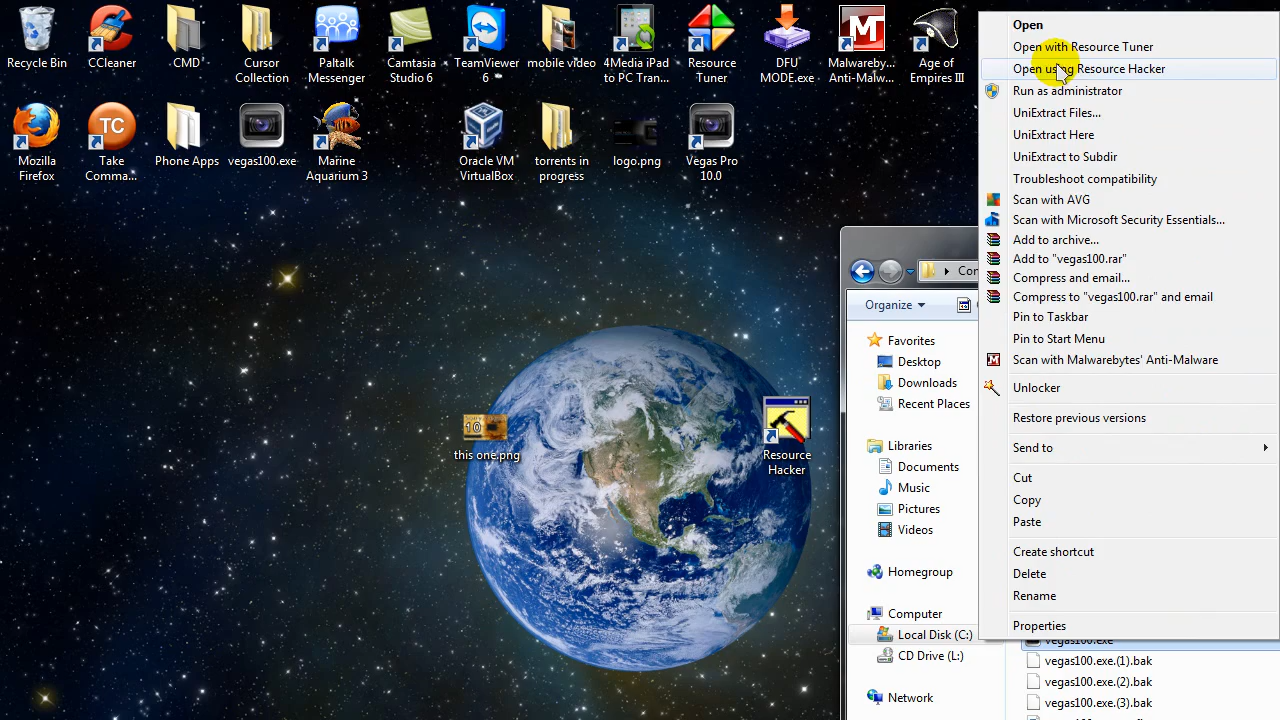 Recycle Bin
CCleaner
CMD
Cursor
Collection
Paltalk
Messenger
Camtasia
Studio 6
TeamViewer
6
mobile video
4Media iPad
to PC Tran...
Resource
Tuner
DFU
MODE.exe
Malwareby...
Anti-Malw...
Age of
Empires III
Mozilla
Firefox
TC
Take
Comma...
Phone Apps
vegas100.exe
Marine
Aquarium 3
Oracle VM
VirtualBox
torrents in
progress
logo.png
Vegas Pro
10.0
10
this one.png
Resource
Hacker
Open
Open with Resource Tuner
Open using Resource Hacker
Run as administrator
UniExtract Files...
UniExtract Here
UniExtract to Subdir
Troubleshoot compatibility
Scan with AVG
Scan with Microsoft Security Essentials...
Add to archive...
Add to "vegas100.rar"
Compress and email...
Compress to "vegas100.rar" and email
Pin to Taskbar
Pin to Start Menu
Scan with Malwarebytes' Anti-Malware
Unlocker
Restore previous versions
Send to
Cut
Copy
Paste
Create shortcut
Delete
Rename
Properties
Organize
Favorites
Desktop
Downloads
Recent Places
Libraries
Documents
Music
Pictures
Videos
Homegroup
Computer
Local Disk (C:)
CD Drive (L:)
Network
vegas100.exe
vegas100.exe.(1).bak
vegas100.exe.(2).bak
vegas100.exe.(3).bak